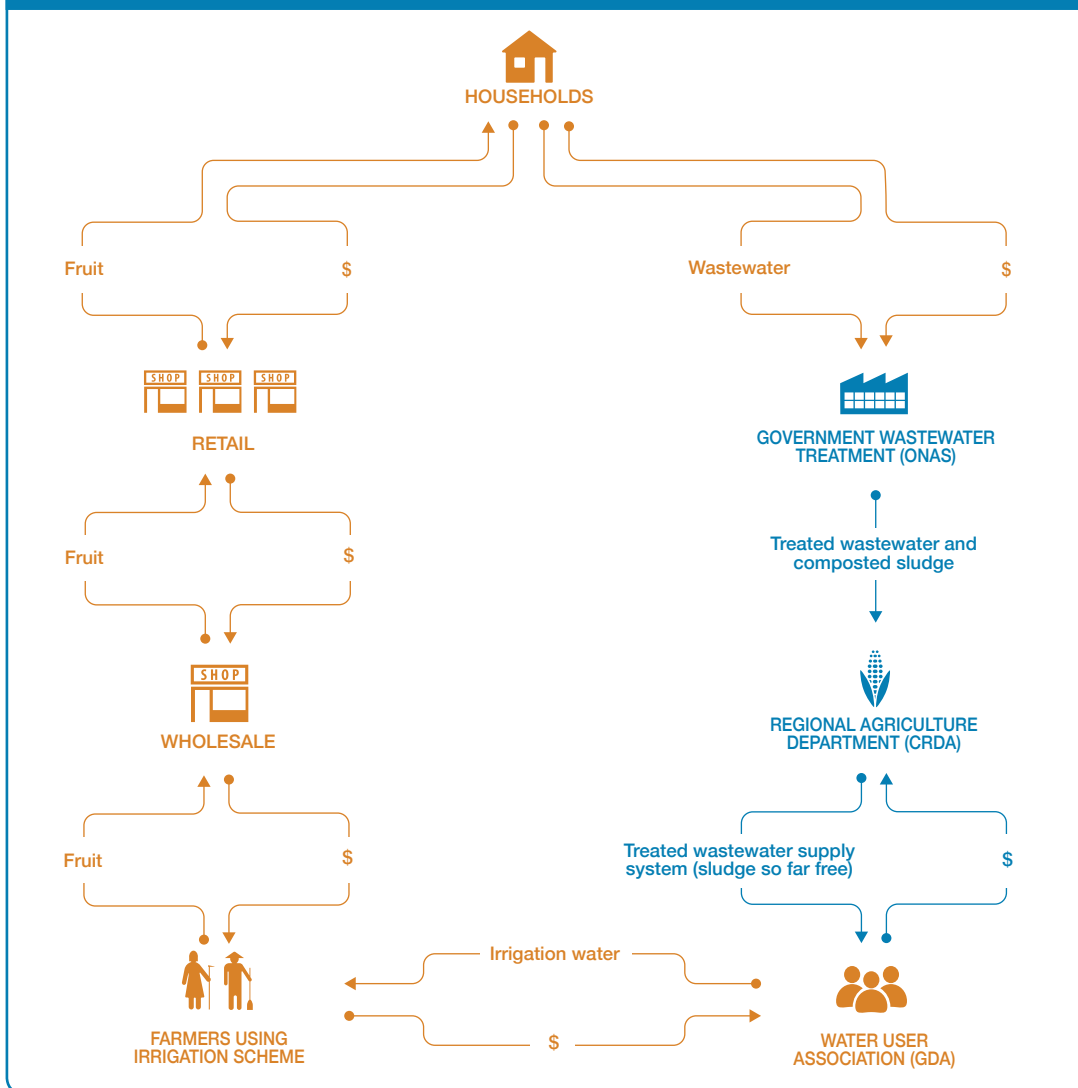 HOUSEHOLDS
Fruit
$
Wastewater
$
SHOP SHOP SHOP
RETAIL
GOVERNMENT WASTEWATER
TREATMENT (ONAS)
Fruit
$
Treated wastewater and
composted sludge
SHOP
WHOLESALE
REGIONAL AGRICULTURE
DEPARTMENT (CRDA)
Fruit
$
Treated wastewater supply
system (sludge so far free)
$
Irrigation water
$
FARMERS USING
IRRIGATION SCHEME
WATER USER
ASSOCIATION (GDA)